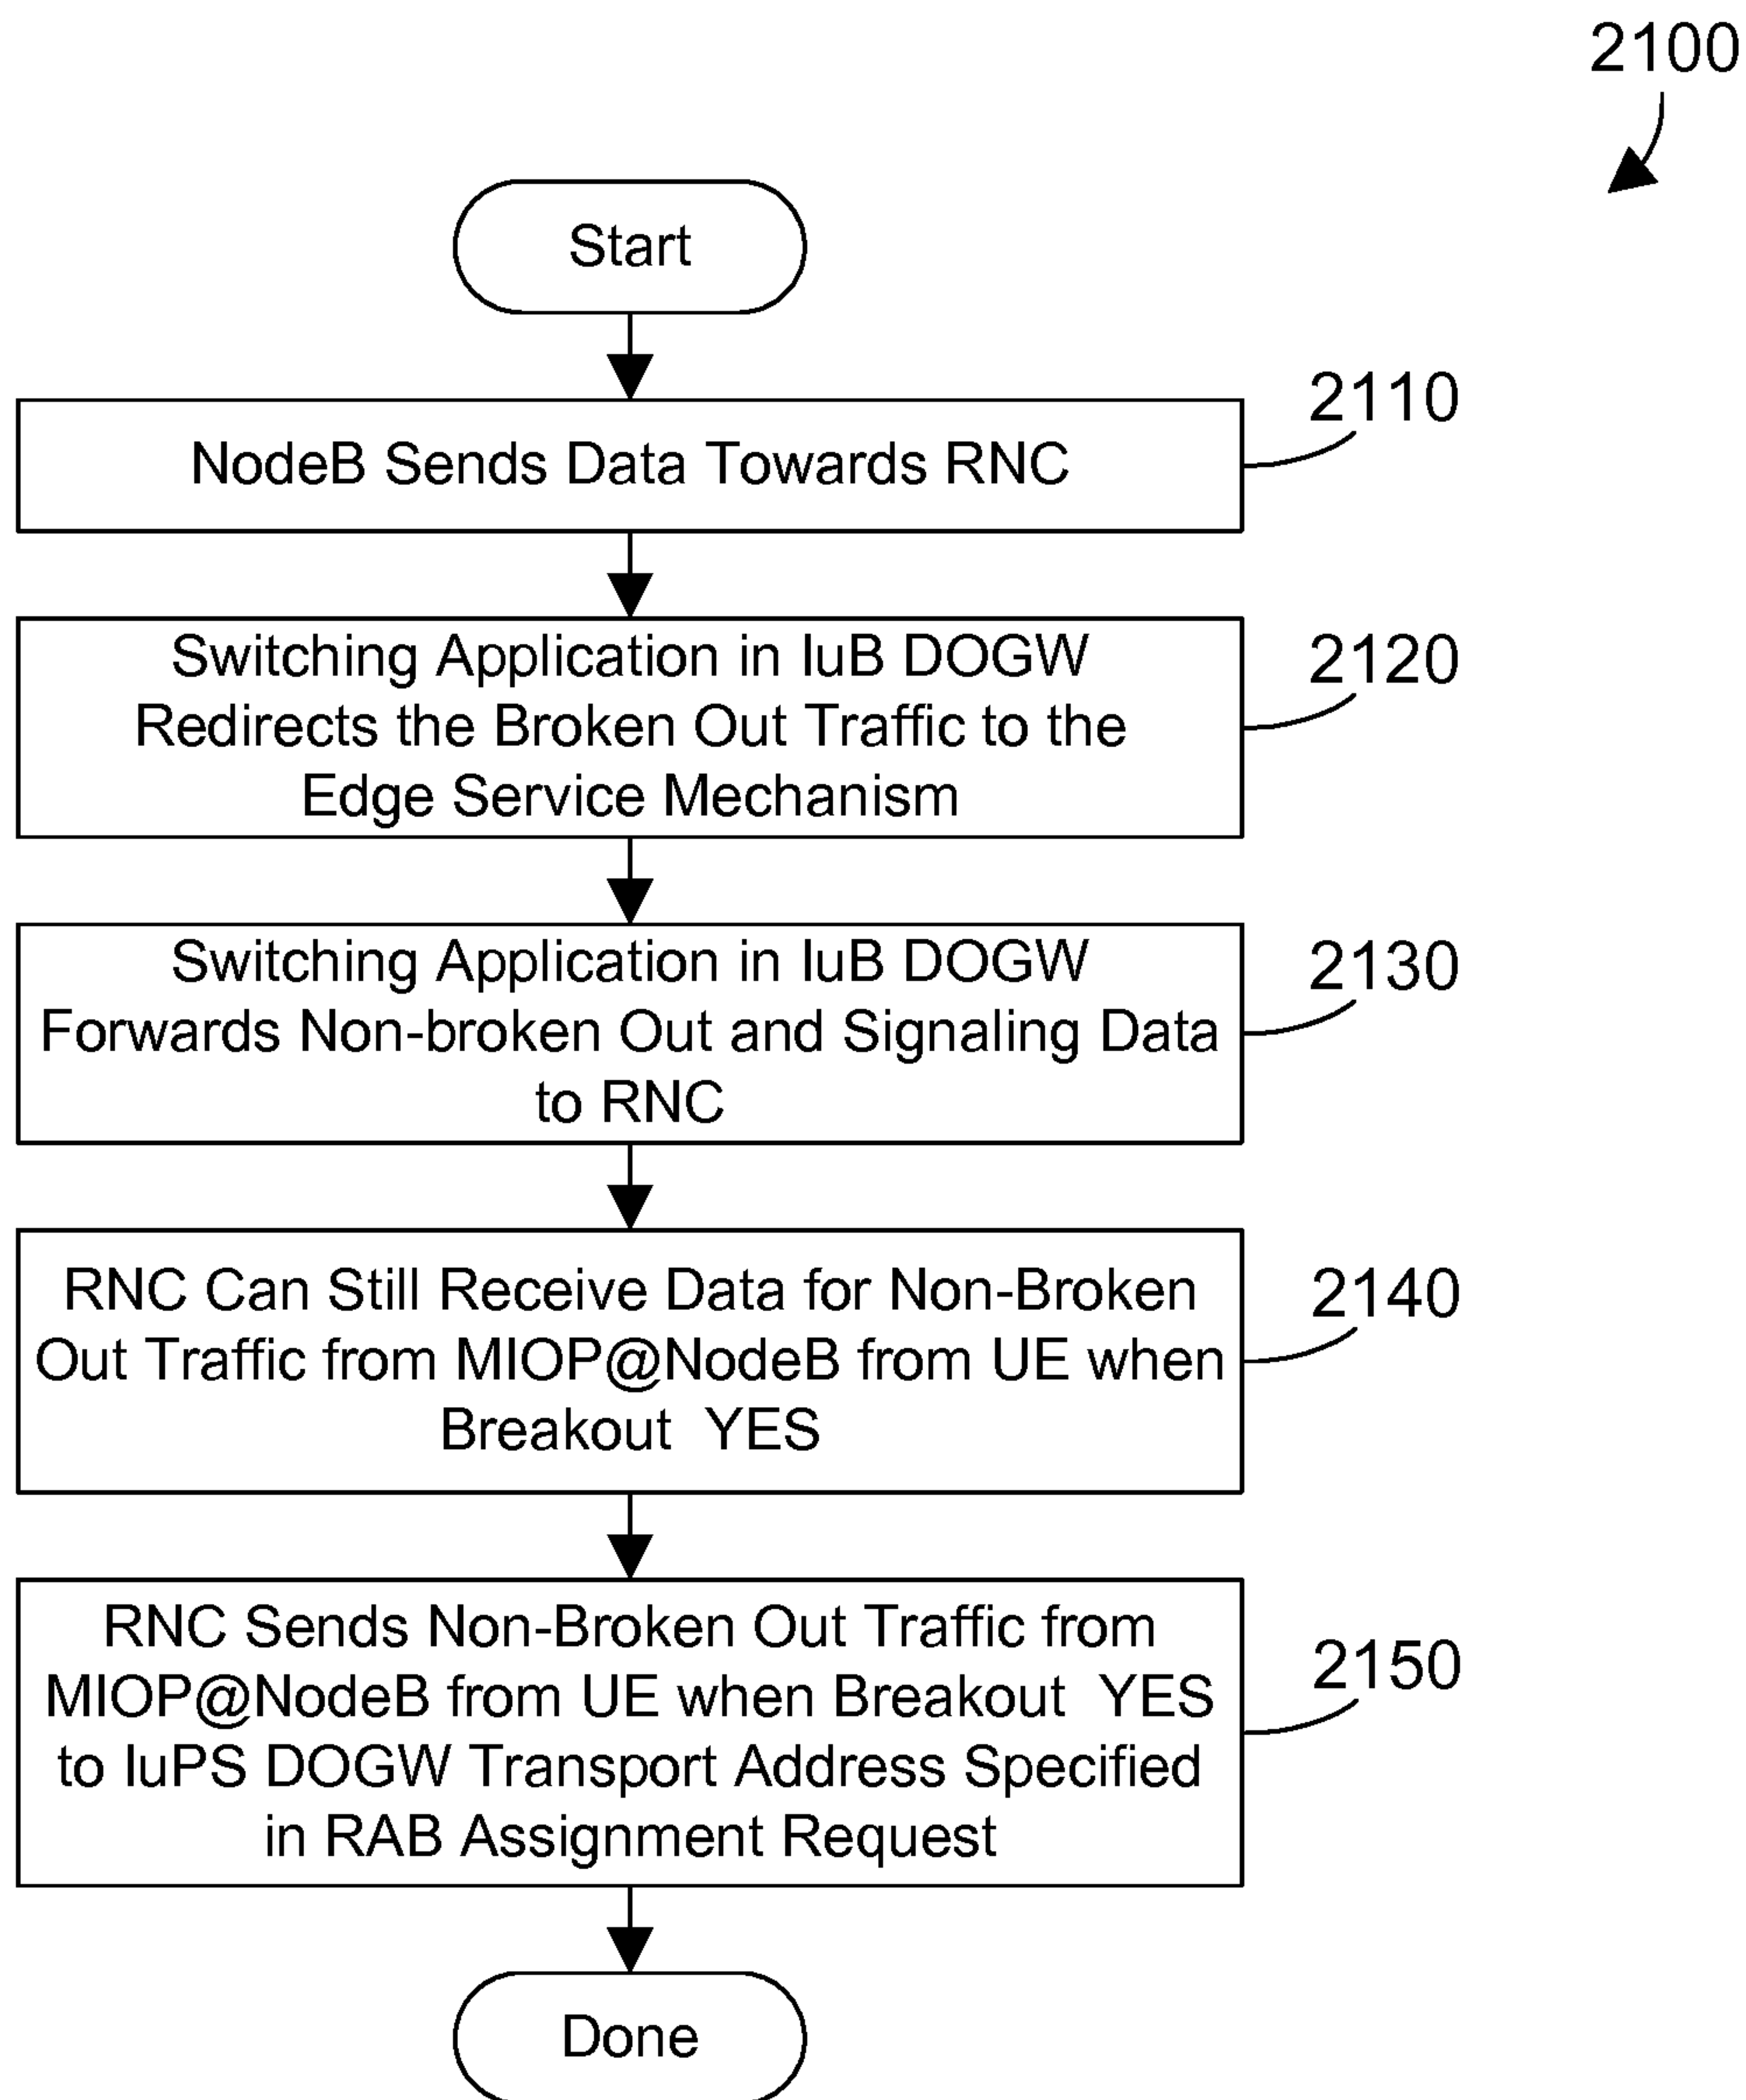 2100
Start
2110
NodeB Sends Data Towards RNC
2120
Switching Application in IuB DOGW
Redirects the Broken Out Traffic to the
Edge Service Mechanism
2130
Switching Application in IuB DOGW
Forwards Non-broken Out and Signaling Data
to RNC
2140
RNC Can Still Receive Data for Non-Broken
Out Traffic from MIOP@NodeB from UE when
Breakout YES
2150
RNC Sends Non-Broken Out Traffic from
MIOP@NodeB from UE when Breakout YES
to IuPS DOGW Transport Address Specified
in RAB Assignment Request
Done